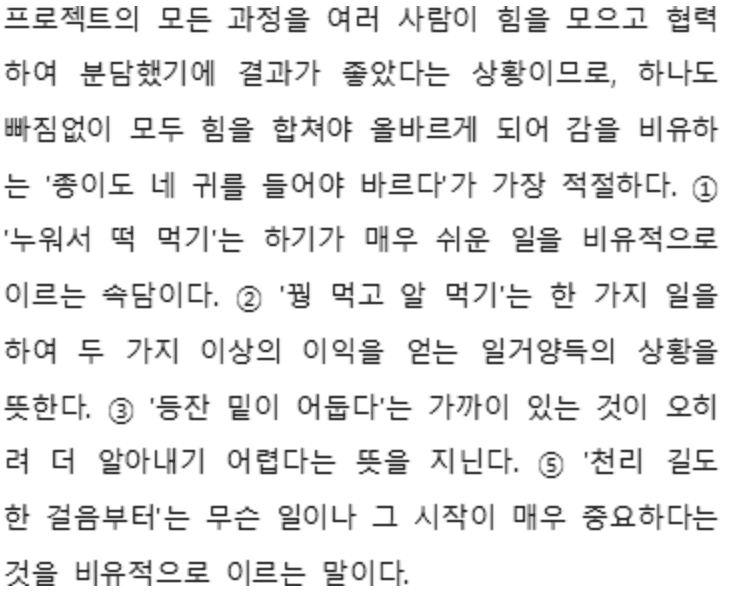 프로젝트의 모든 과정을 여러 사람이 힘을 모으고 협력
하여 분담했기에 결과가 좋았다는 상황이므로, 하나도
빠짐없이 모두 힘을 합쳐야 올바르게 되어 감을 비유하
는 '종이도 네 귀를 들어야 바르다'가 가장 적절하다. ①
'누워서 떡 먹기'는 하기가 매우 쉬운 일을 비유적으로
이르는 속담이다. ② '꿩 먹고 알 먹기'는 한 가지 일을
하여 두 가지 이상의 이익을 얻는 일거양득의 상황을
뜻한다. ③ '등잔 밑이 어둡다'는 가까이 있는 것이 오히
려 더 알아내기 어렵다는 뜻을 지닌다. ⑤ '천리 길도
한 걸음부터'는 무슨 일이나 그 시작이 매우 중요하다는
것을 비유적으로 이르는 말이다.